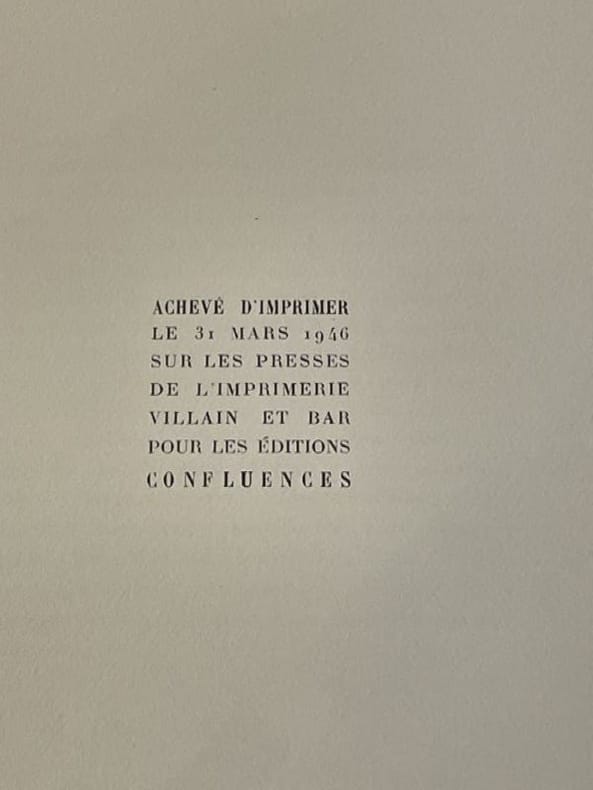 ACHEVÉ D'IMPRIMER
LE 31 MARS 1946
SUR LES PRESSES
DE L'IMPRIMERIE
VILLAIN ET BAR
POUR LES ÉDITIONS
CONFLUENCES